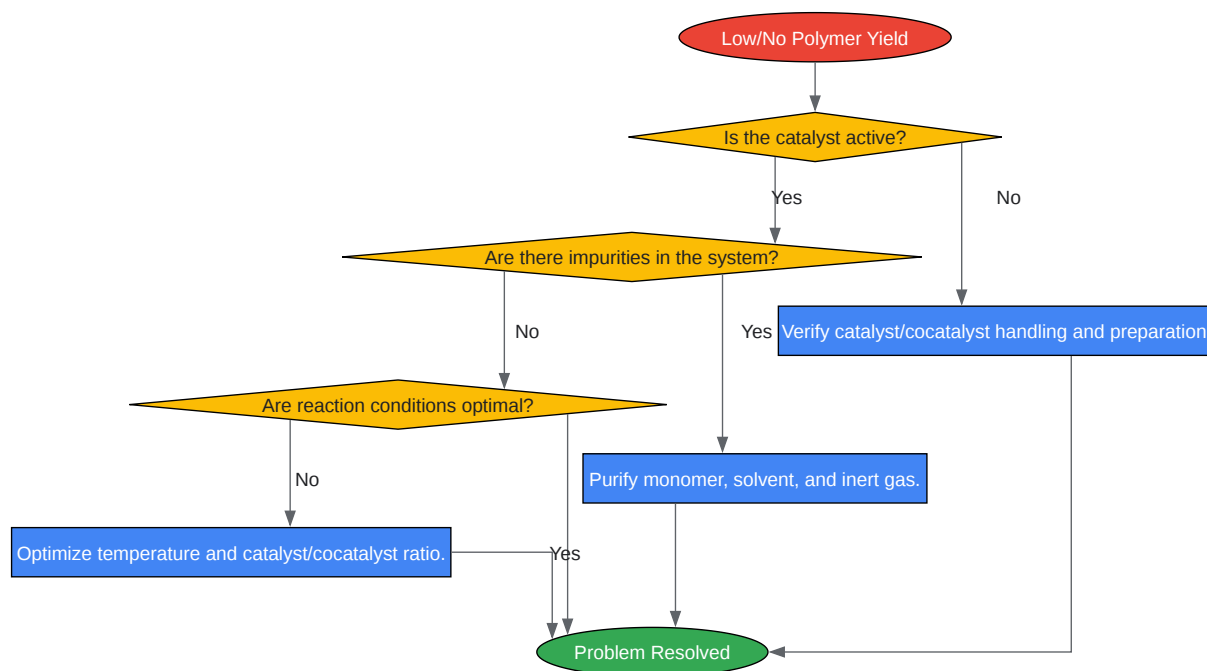 Low/No Polymer Yield
Is the catalyst active?
Yes
No
Are there impurities in the system?
No
Yes
Verify catalyst/cocatalyst handling and preparation
Are reaction conditions optimal?
No
Purify monomer, solvent, and inert gas.
Optimize temperature and catalyst/cocatalyst ratio.
Yes
Problem Resolved